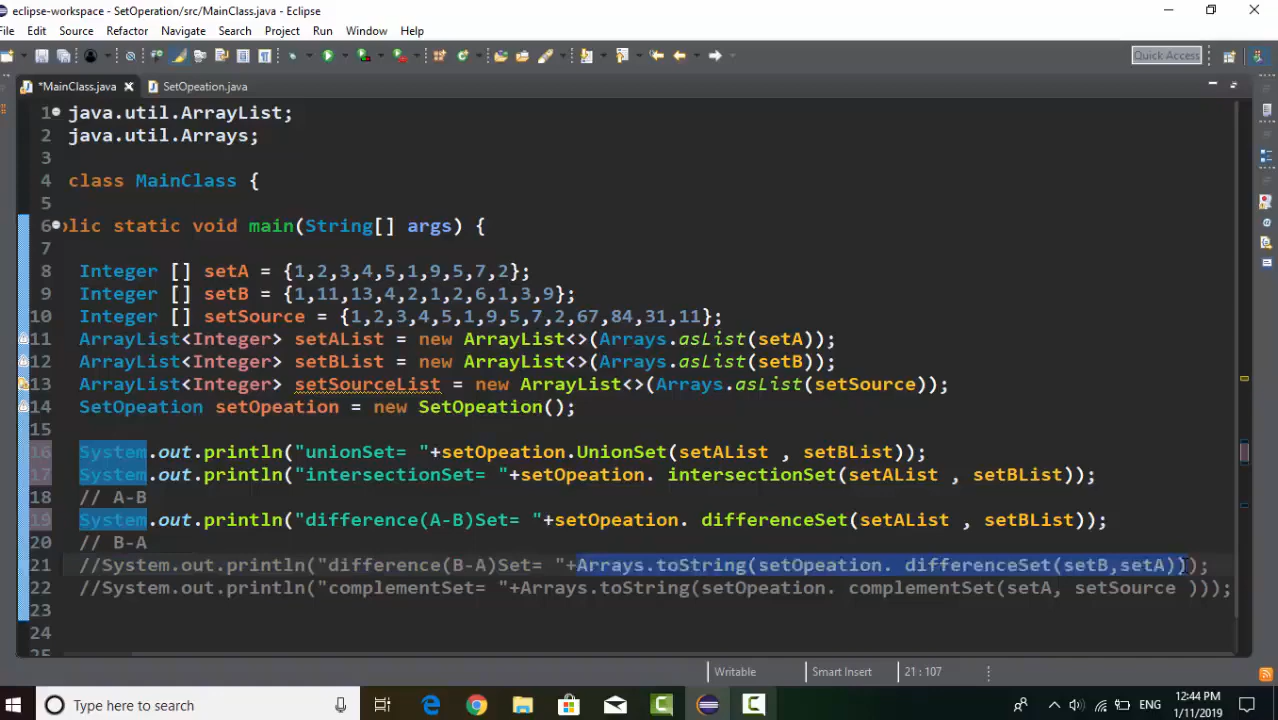 eclipse-workspace - SetOperation/src/MainClass.java - Eclipse
File Edit Source Refactor Navigate Search Project Run Window Help
Quick Access
*MainClass.java SetOpeation.java
1 java.util.ArrayList;
2 java.util.Arrays;
3
4 class MainClass {
5
6 lic static void main(String[] args) {
7
8 Integer [] setA = {1,2,3,4,5,1,9,5,7,2};
9 Integer [] setB = {1,11,13,4,2,1,2,6,1,3,9};
10 Integer [] setSource = {1,2,3,4,5,1,9,5,7,2,67,84,31,11};
11 ArrayList<Integer> setAList = new ArrayList<>(Arrays.asList(setA));
12 ArrayList<Integer> setBList = new ArrayList<>(Arrays.asList(setB));
13 ArrayList<Integer> setSourceList = new ArrayList<>(Arrays.asList(setSource));
14 SetOpeation setOpeation = new SetOpeation();
15
16 System.out.println("unionSet= "+setOpeation.UnionSet(setAList , setBList));
17 System.out.println("intersectionSet= "+setOpeation. intersectionSet(setAList , setBList));
18 // A-B
19 System.out.println("difference(A-B)Set= "+setOpeation. differenceSet(setAList , setBList));
20 // B-A
21 //System.out.println("difference(B-A)Set= "+Arrays.toString(setOpeation. differenceSet(setB,setA)));
22 //System.out.println("complementSet= "+Arrays.toString(setOpeation. complementSet(setA, setSource )));
23
24
25
Writable Smart Insert 21 : 107
Type here to search
ENG
12:44 PM
1/11/2019